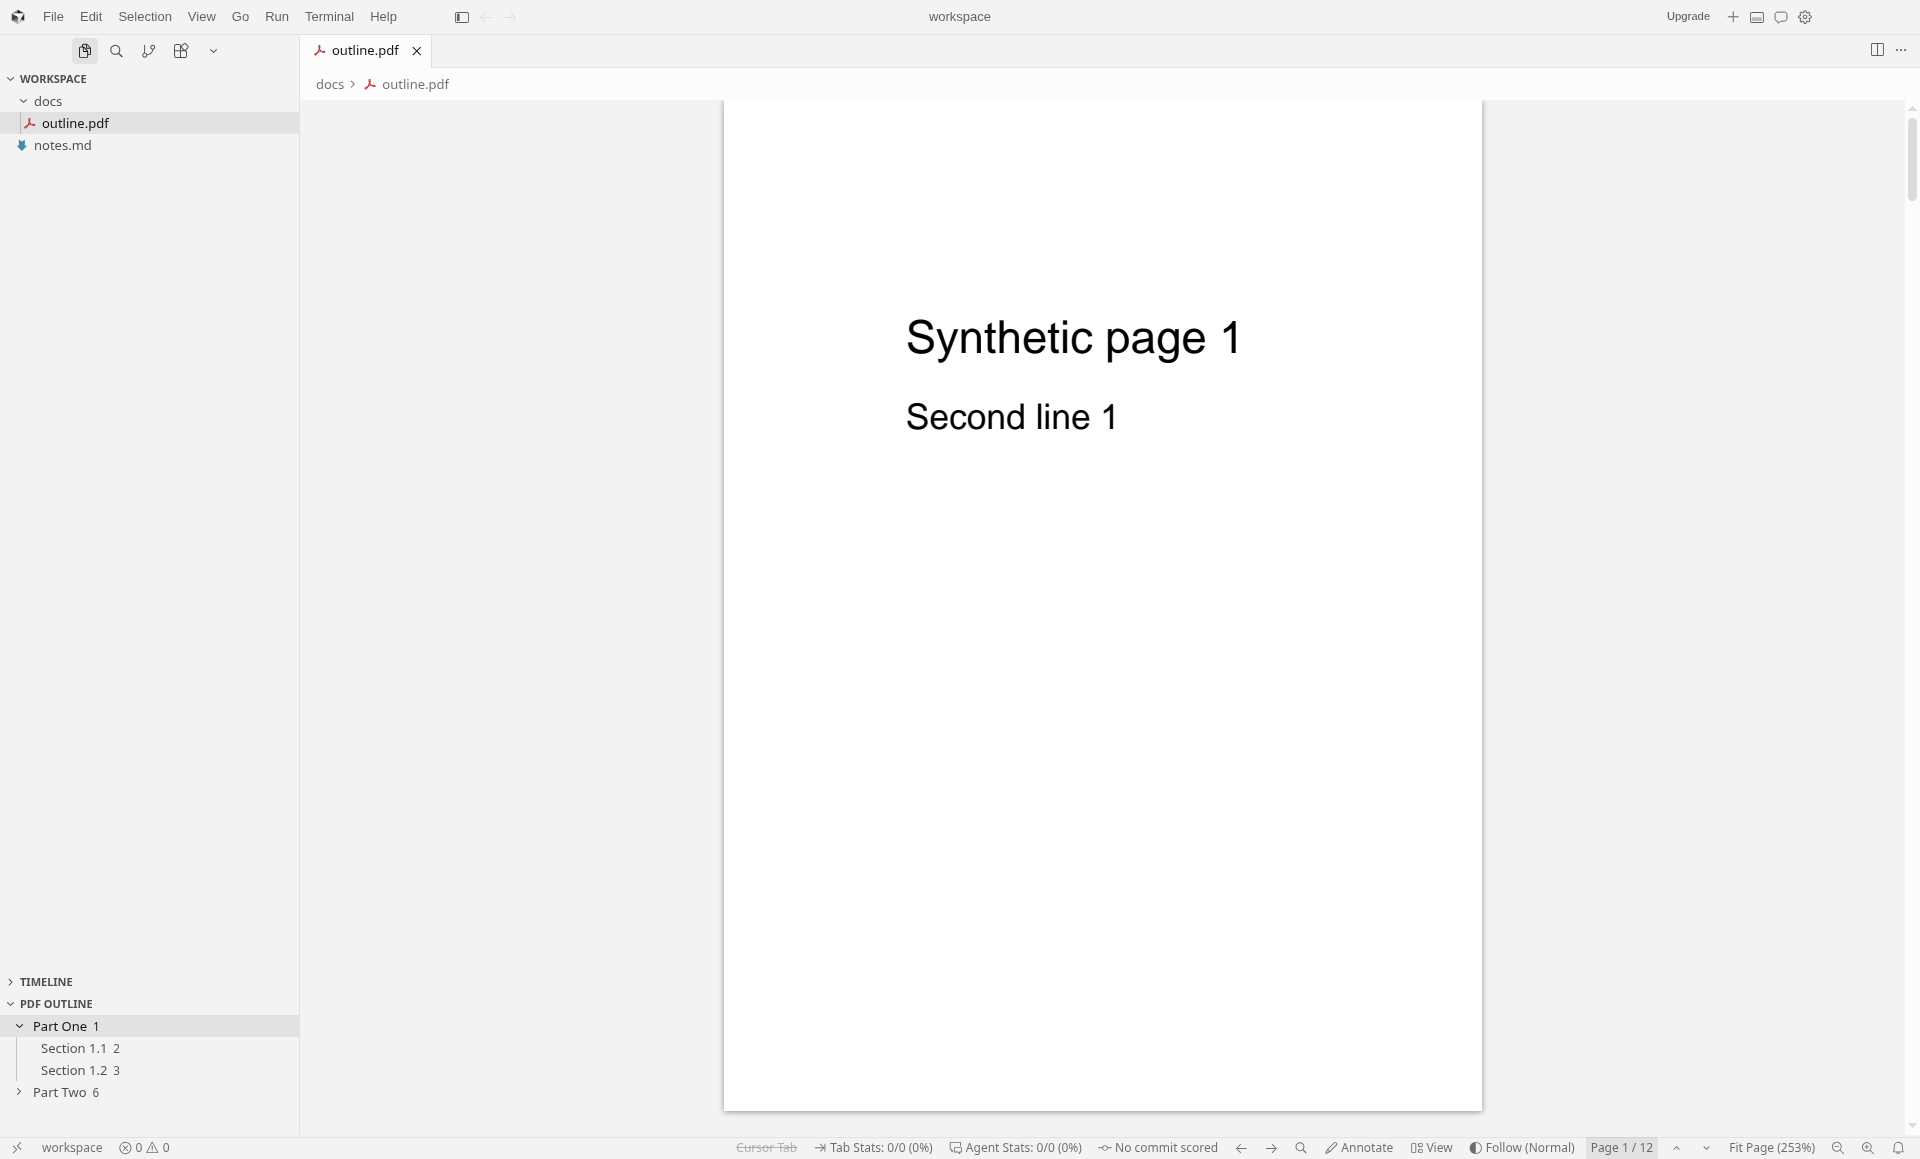 File Edit Selection View Go Run Terminal Help
workspace
Upgrade
WORKSPACE
docs
outline.pdf
notes.md
outline.pdf
docs > outline.pdf
Synthetic page 1
Second line 1
TIMELINE
PDF OUTLINE
Part One 1
Section 1.1 2
Section 1.2 3
Part Two 6
workspace 0 0 Cursor Tab Tab Stats: 0/0 (0%) Agent Stats: 0/0 (0%) No commit scored Annotate View Follow (Normal) Page 1 / 12 Fit Page (253%)